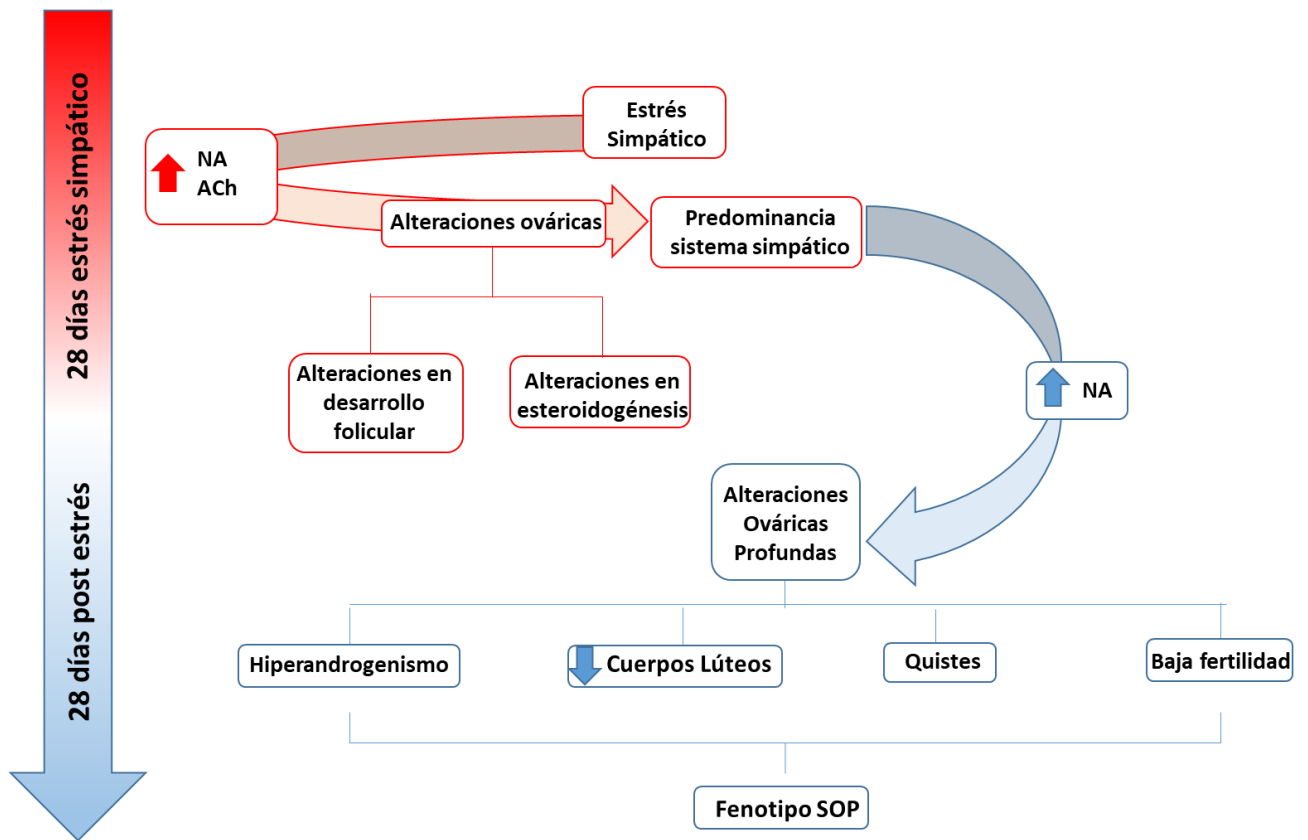 28 días estrés simpático
28 días post estrés
Estrés
Simpático
NA
ACh
Alteraciones ováricas
Predominancia
sistema simpático
Alteraciones en
desarrollo
folicular
Alteraciones en
esteroidogénesis
NA
Alteraciones
Ováricas
Profundas
Hiperandrogenismo
Cuerpos Lúteos
Quistes
Baja fertilidad
Fenotipo SOP